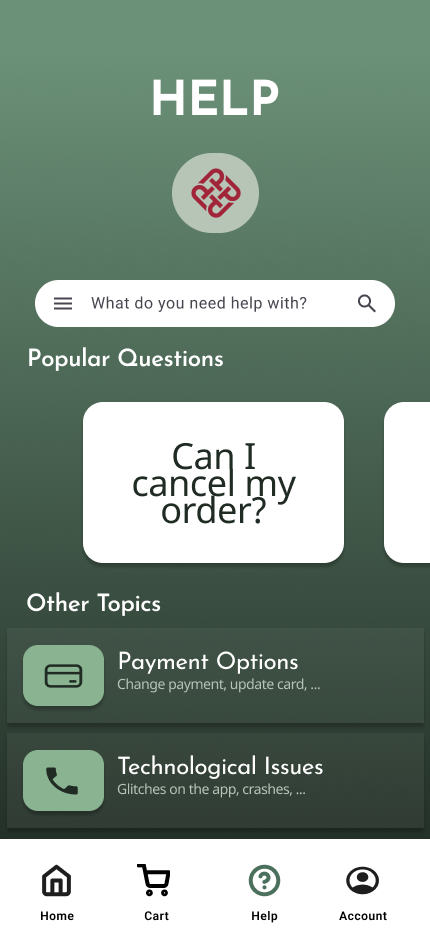 HELP
What do you need help with?
Popular Questions
Can I
cancel my
order?
Other Topics
Payment Options
Change payment, update card, ...
Technological Issues
Glitches on the app, crashes, ...
Home
Cart
Help
Account